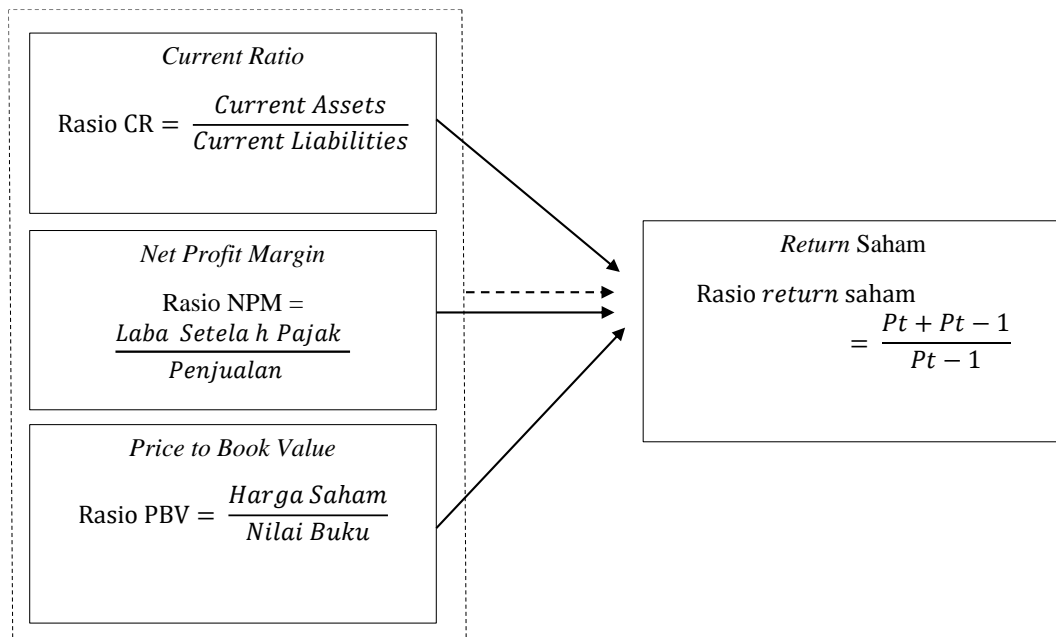 Current Ratio
Rasio CR = Current Assets / Current Liabilities
Net Profit Margin
Rasio NPM =
Laba Setela h Pajak / Penjualan
Price to Book Value
Rasio PBV = Harga Saham / Nilai Buku
Return Saham
Rasio return saham
= Pt + Pt − 1 / Pt − 1